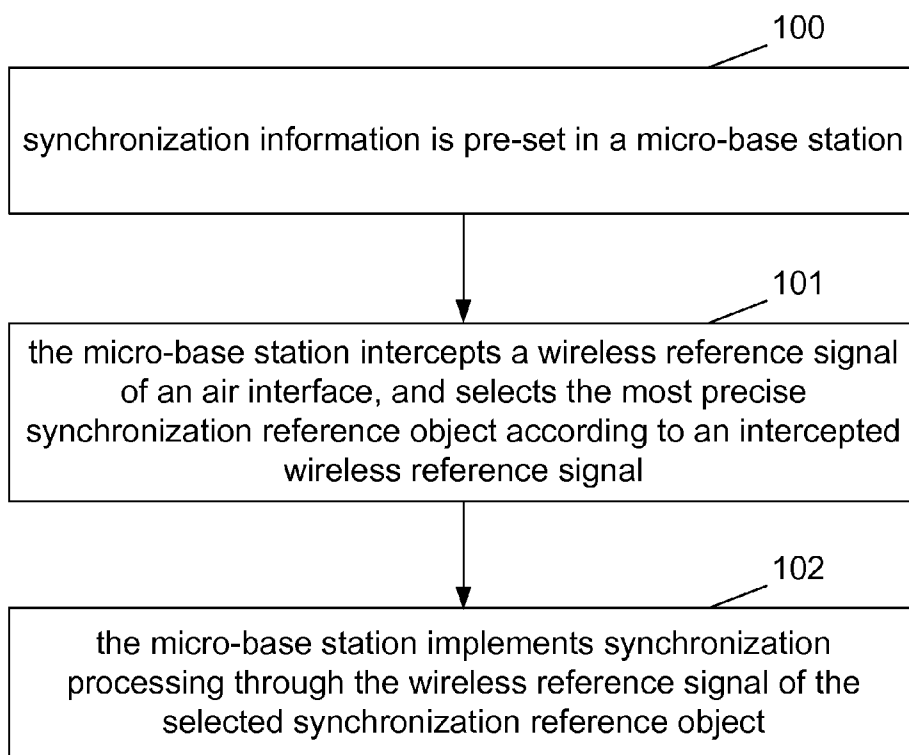 100
synchronization information is pre-set in a micro-base station
101
the micro-base station intercepts a wireless reference signal
of an air interface, and selects the most precise
synchronization reference object according to an intercepted
wireless reference signal
102
the micro-base station implements synchronization
processing through the wireless reference signal of the
selected synchronization reference object